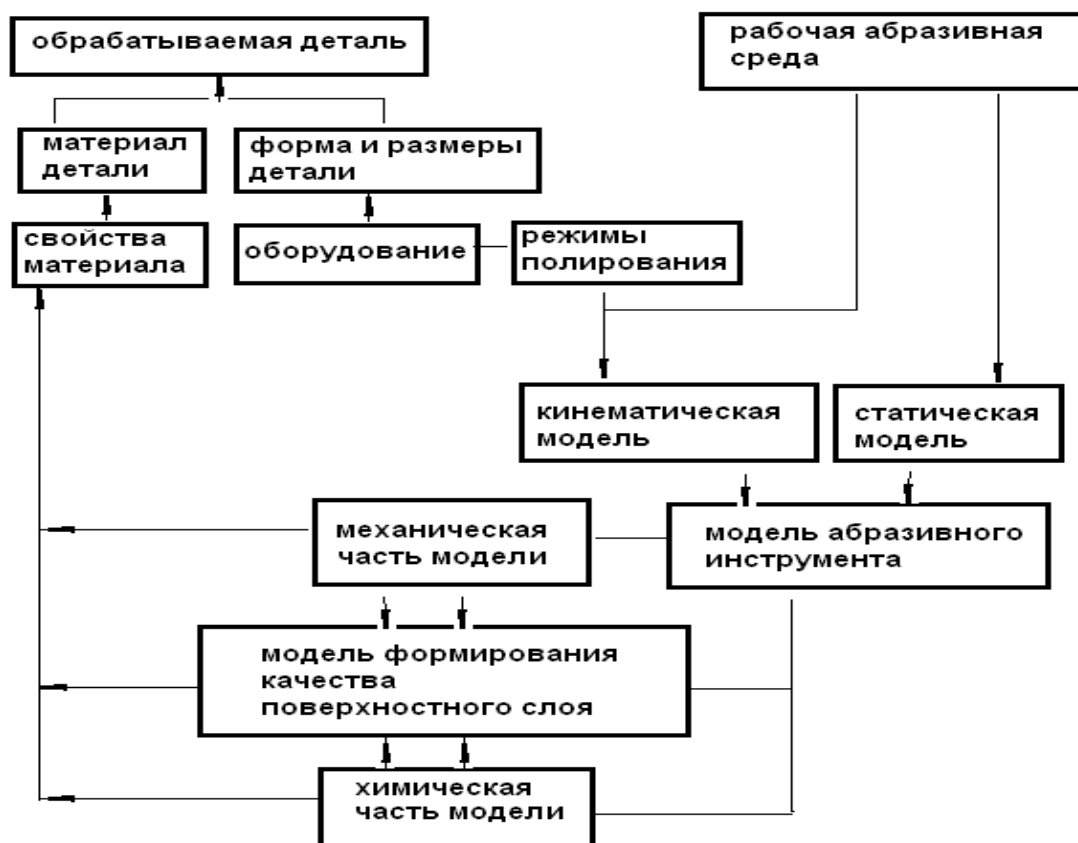 обрабатываемая деталь
рабочая абразивная
среда
материал
детали
форма и размеры
детали
свойства
материала
оборудование
режимы
полирования
кинематическая
модель
статическая
модель
механическая
часть модели
модель абразивного
инструмента
модель формирования
качества
поверхностного слоя
химическая
часть модели